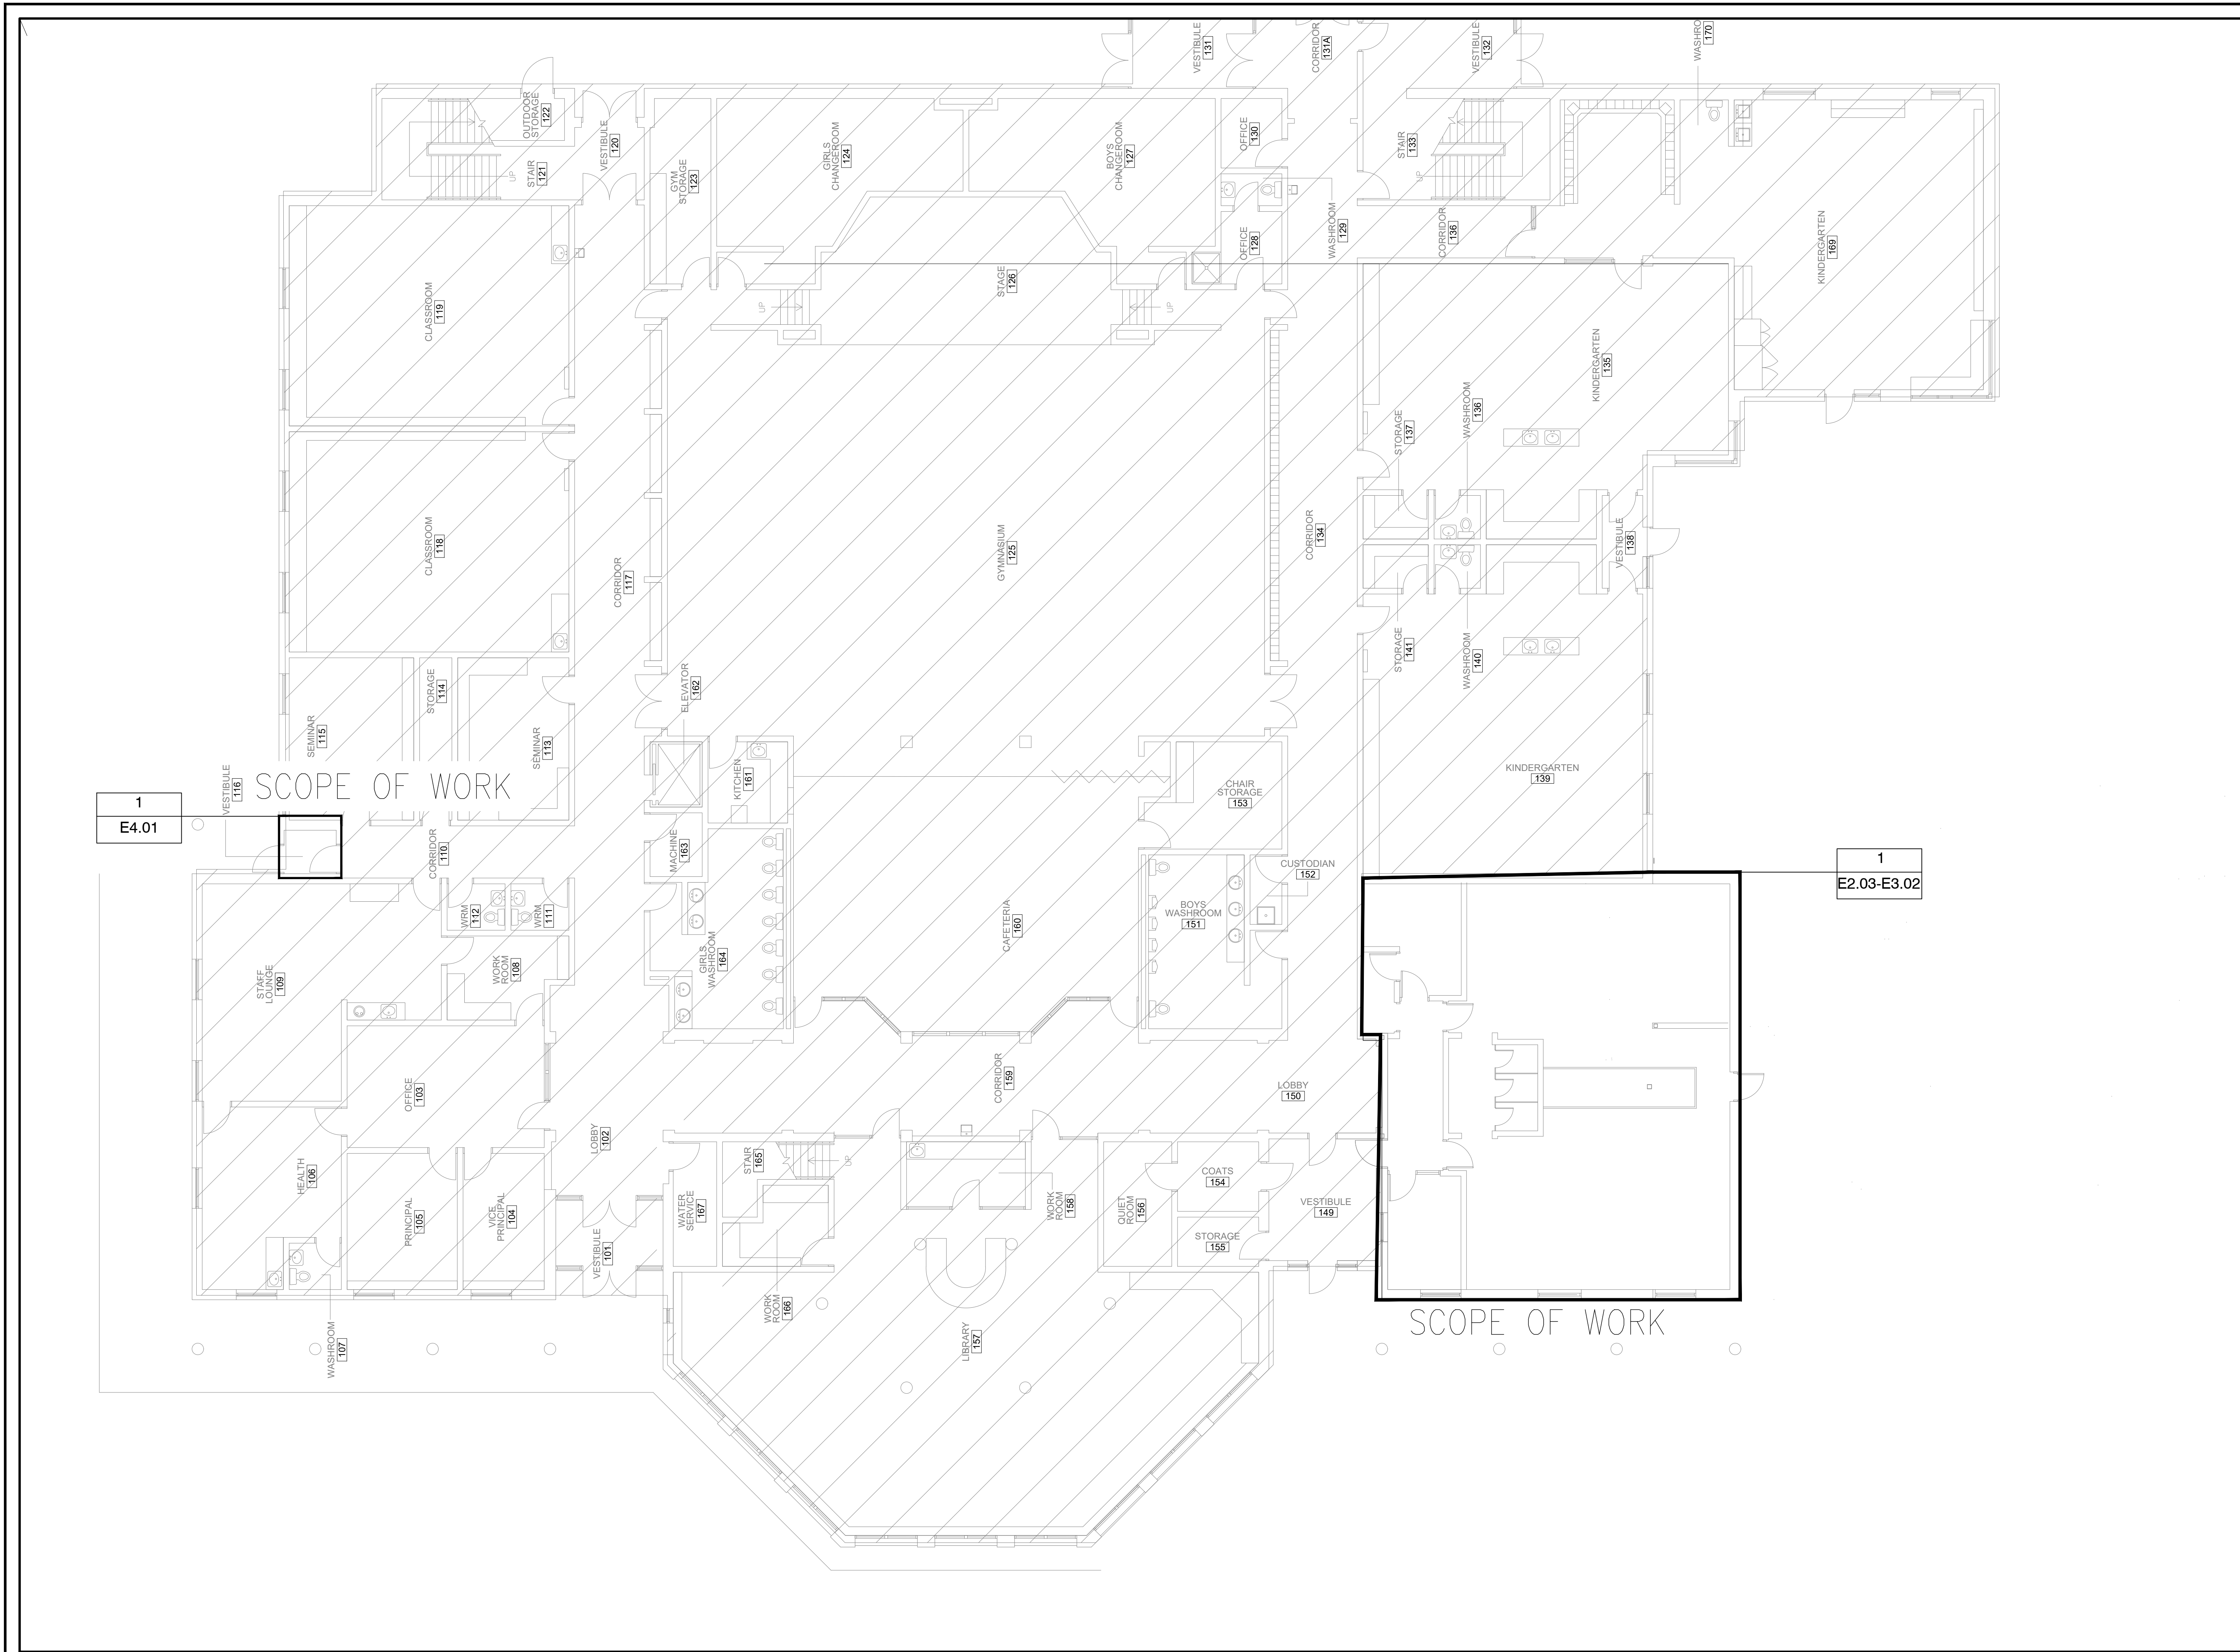 VESTIBULE
131
CORRIDOR
131A
VESTIBULE
132
WASHRO
170
OUTDOOR
STORAGE
122
VESTIBULE
120
STAIR
121
UP
GYM
STORAGE
123
GIRLS
CHANGEROOM
124
BOYS
CHANGEROOM
127
OFFICE
130
STAIR
133
UP
WASHROOM
129
OFFICE
128
CORRIDOR
136
KINDERGARTEN
169
CLASSROOM
119
STAGE
126
UP
UP
KINDERGARTEN
135
STORAGE
137
WASHROOM
136
CLASSROOM
118
CORRIDOR
117
GYMNASIUM
125
CORRIDOR
134
VESTIBULE
138
STORAGE
141
WASHROOM
140
STORAGE
114
ELEVATOR
162
SEMINAR
115
SEMINAR
113
VESTIBULE
116
SCOPE OF WORK
1
E4.01
KITCHEN
161
CHAIR
STORAGE
153
KINDERGARTEN
139
CORRIDOR
110
MACHINE
163
CUSTODIAN
152
1
E2.03-E3.02
WRM
112
WRM
111
CAFETERIA
160
BOYS
WASHROOM
151
STAFF
LOUNGE
109
WORK
ROOM
108
GIRLS
WASHROOM
164
OFFICE
103
CORRIDOR
159
LOBBY
150
LOBBY
102
STAIR
165
UP
HEALTH
106
PRINCIPAL
105
VICE
PRINCIPAL
104
WATER
SERVICE
167
WORK
ROOM
158
QUIET
ROOM
156
COATS
154
VESTIBULE
149
STORAGE
155
VESTIBULE
101
WORK
ROOM
166
WASHROOM
107
LIBRARY
157
SCOPE OF WORK